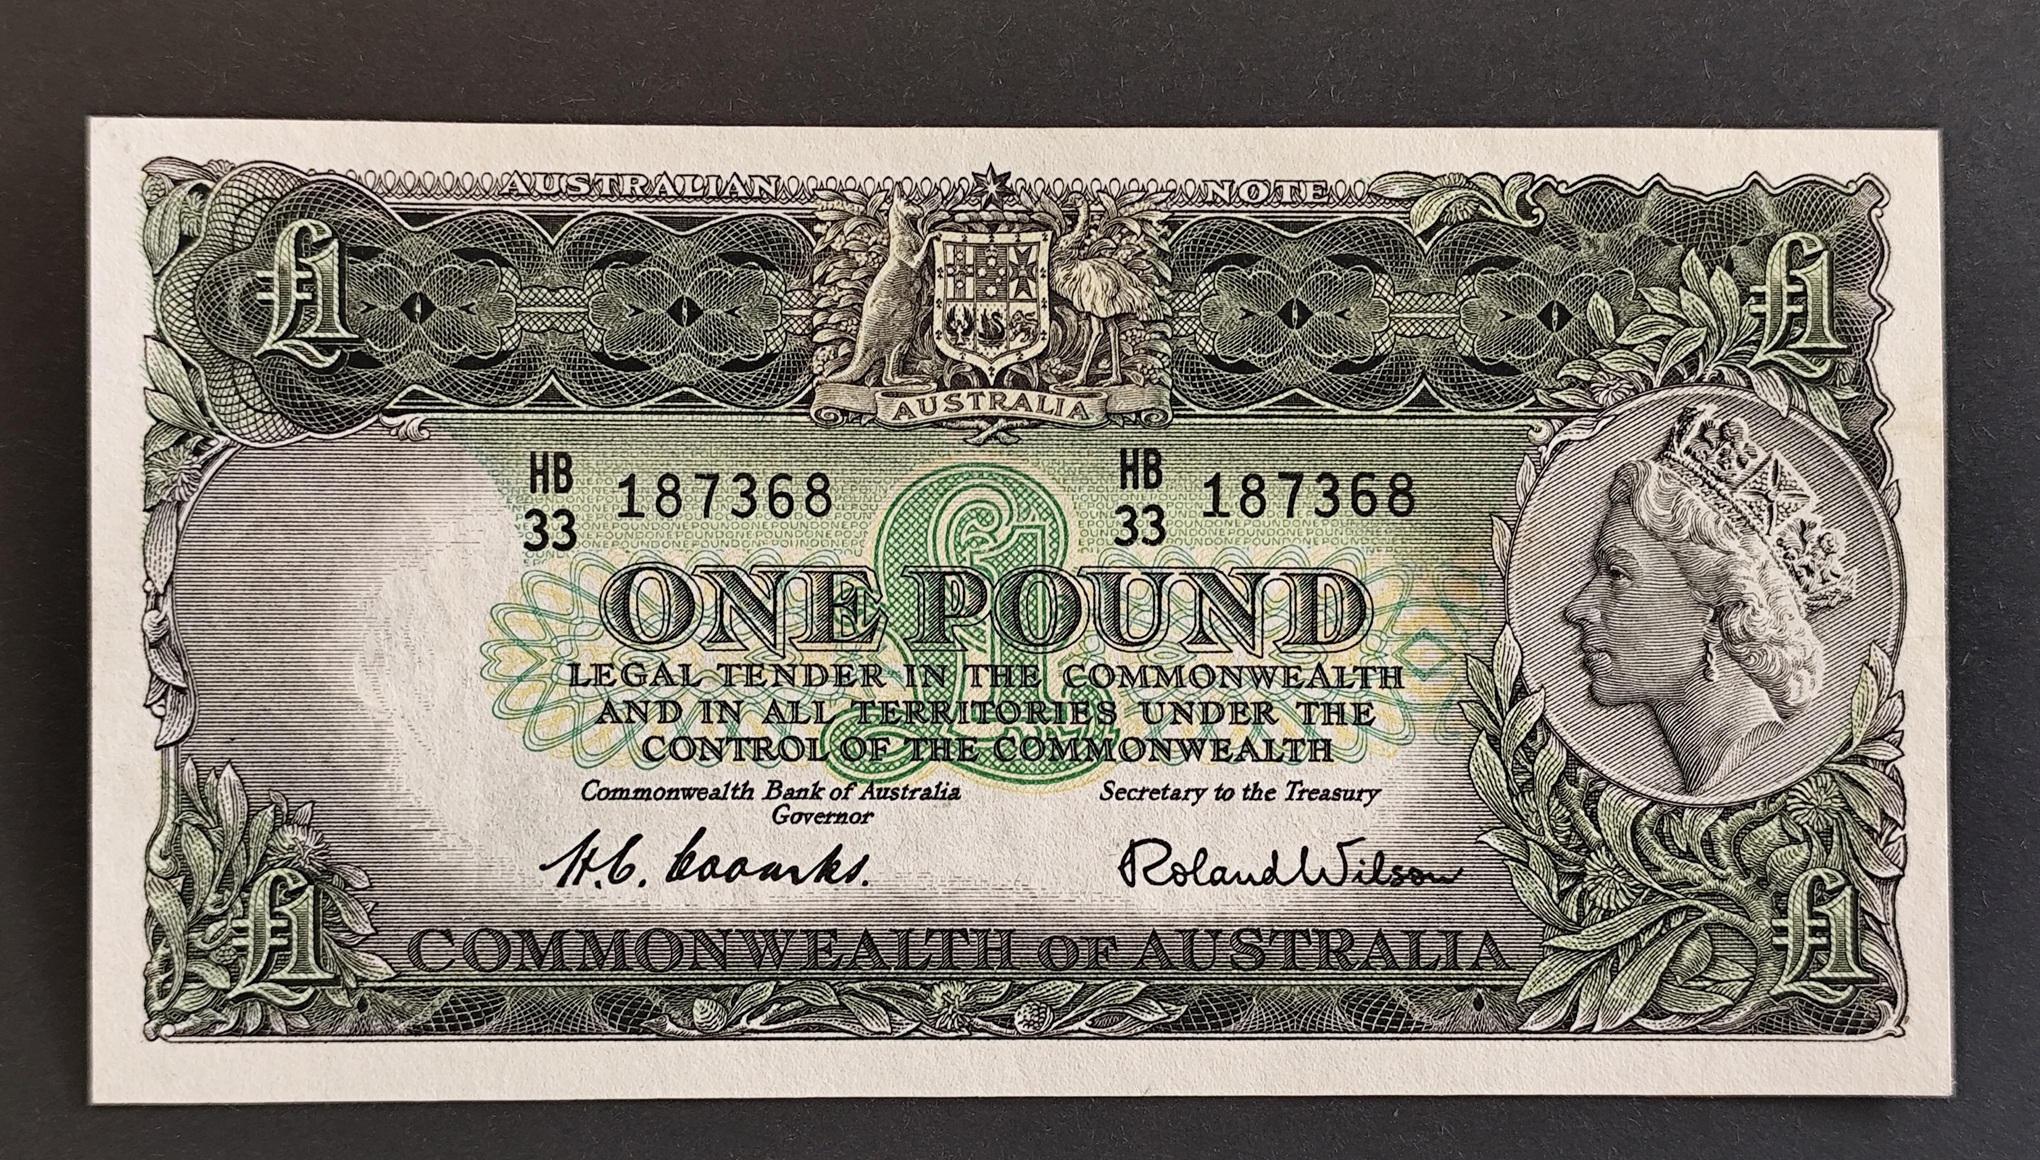 AUSTRALIAN NOTE
£1 £1
AUSTRALIA
HB 33 187368 HB 33 187368
ONE POUND
LEGAL TENDER IN THE COMMONWEALTH
AND IN ALL TERRITORIES UNDER THE
CONTROL OF THE COMMONWEALTH
Commonwealth Bank of Australia
Governor
Secretary to the Treasury
H.C. Coombs.
Roland Wilson
£1 £1
COMMONWEALTH OF AUSTRALIA